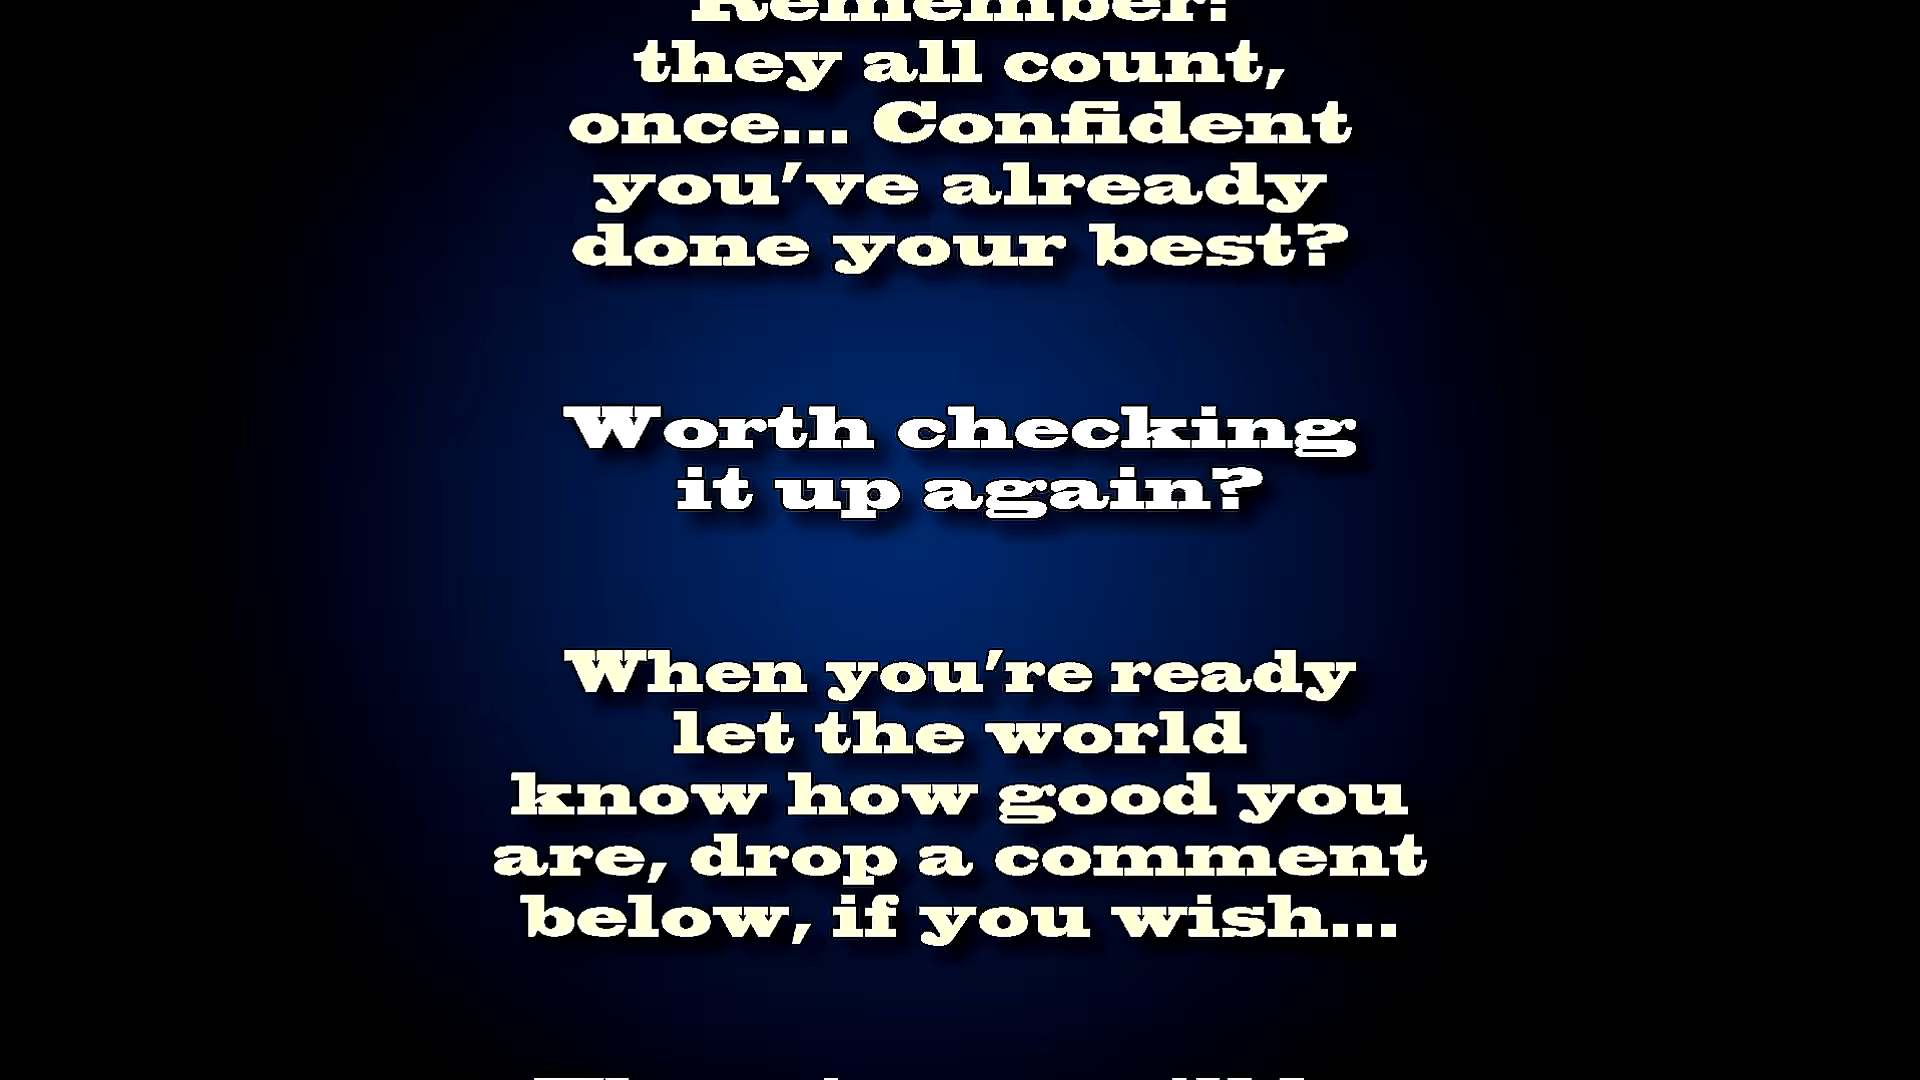 Remember:
they all count,
once... Confident
you've already
done your best?
Worth checking
it up again?
When you're ready
let the world
know how good you
are, drop a comment
below, if you wish...